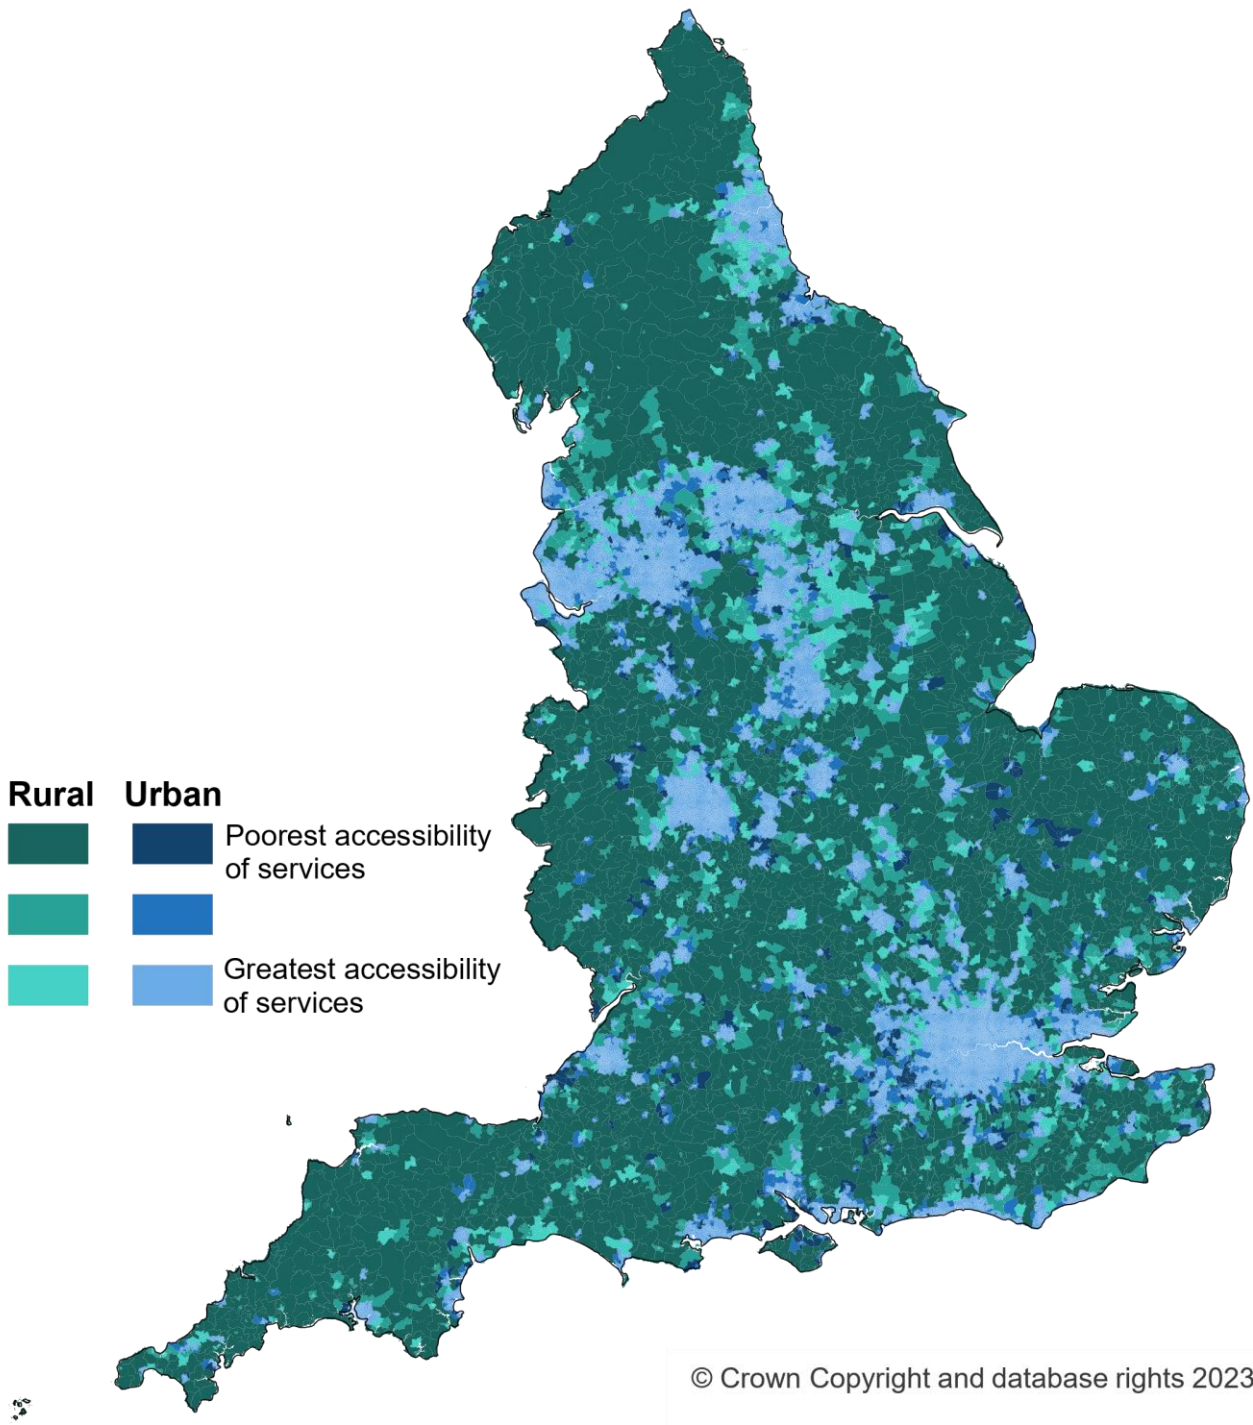 Rural Urban
Poorest accessibility
of services
Greatest accessibility
of services
© Crown Copyright and database rights 2023